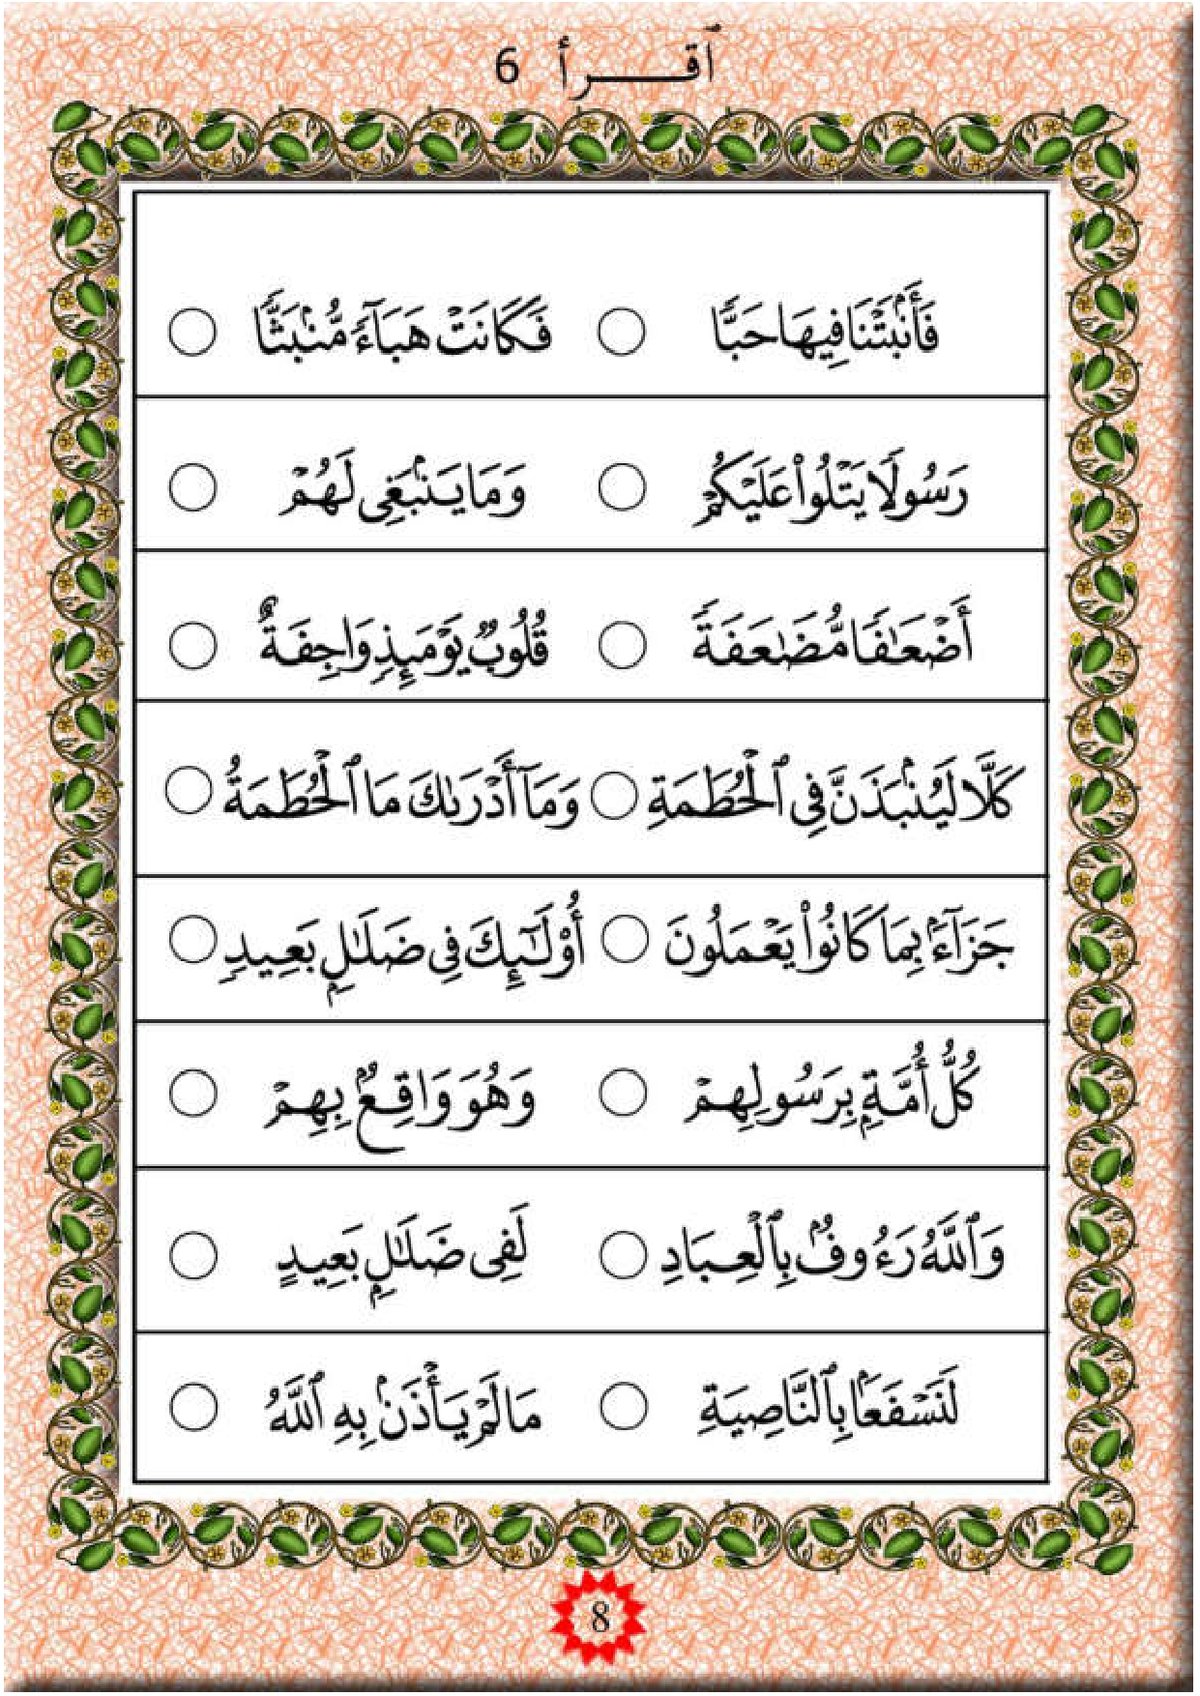 ٱقـــرأ 6
فَأَنۢبَتۡنَا فِيهَا حَبّٗا ○ فَكَانَتۡ هَبَآءٗ مُّنۢبَثّٗا ○
رَسُولٗا يَتۡلُواْ عَلَيۡكُمۡ ○ وَمَا يَنۢبَغِى لَهُمۡ ○
أَضۡعَٰفٗا مُّضَٰعَفَةٗ ○ قُلُوبٞ يَوۡمَئِذٖ وَاجِفَةٌ ○
كَلَّا لَيُنۢبَذَنَّ فِى ٱلۡحُطَمَةِ ○ وَمَآ أَدۡرَىٰكَ مَا ٱلۡحُطَمَةُ ○
جَزَآءَۢ بِمَا كَانُواْ يَعۡمَلُونَ ○ أُوْلَٰٓئِكَ فِى ضَلَٰلِۭ بَعِيدٖ ○
كُلُّ أُمَّةِۭ بِرَسُولِهِمۡ ○ وَهُوَ وَاقِعُۢ بِهِمۡ ○
وَٱللَّهُ رَءُوفُۢ بِٱلۡعِبَادِ ○ لَفِى ضَلَٰلِۭ بَعِيدٍ ○
لَنَسۡفَعَۢا بِٱلنَّاصِيَةِ ○ مَا لَمۡ يَأۡذَنۢ بِهِ ٱللَّهُ ○
8